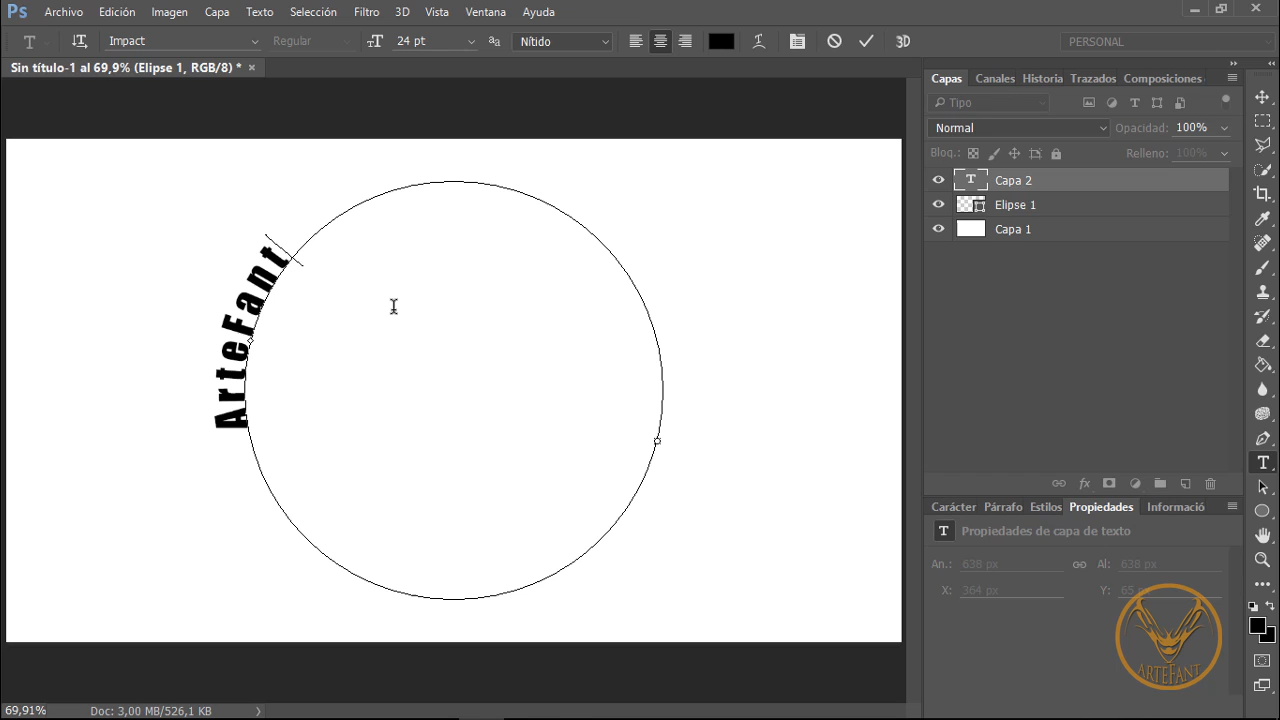 Ps Archivo Edición Imagen Capa Texto Selección Filtro 3D Vista Ventana Ayuda
T Impact Regular 24 pt aa Nítido 3D PERSONAL
Sin título-1 al 69,9% (Elipse 1, RGB/8) * ×
Capas Canales Historia Trazados Composiciones
Tipo
Normal Opacidad: 100%
Bloq.: Relleno: 100%
T Capa 2
Elipse 1
Capa 1
ArteFant
fx
Carácter Párrafo Estilos Propiedades Informació
T Propiedades de capa de texto
An.: 638 px Al: 638 px
X: 364 px Y: 65 px
ARTEFANT
69,91% Doc: 3,00 MB/526,1 KB